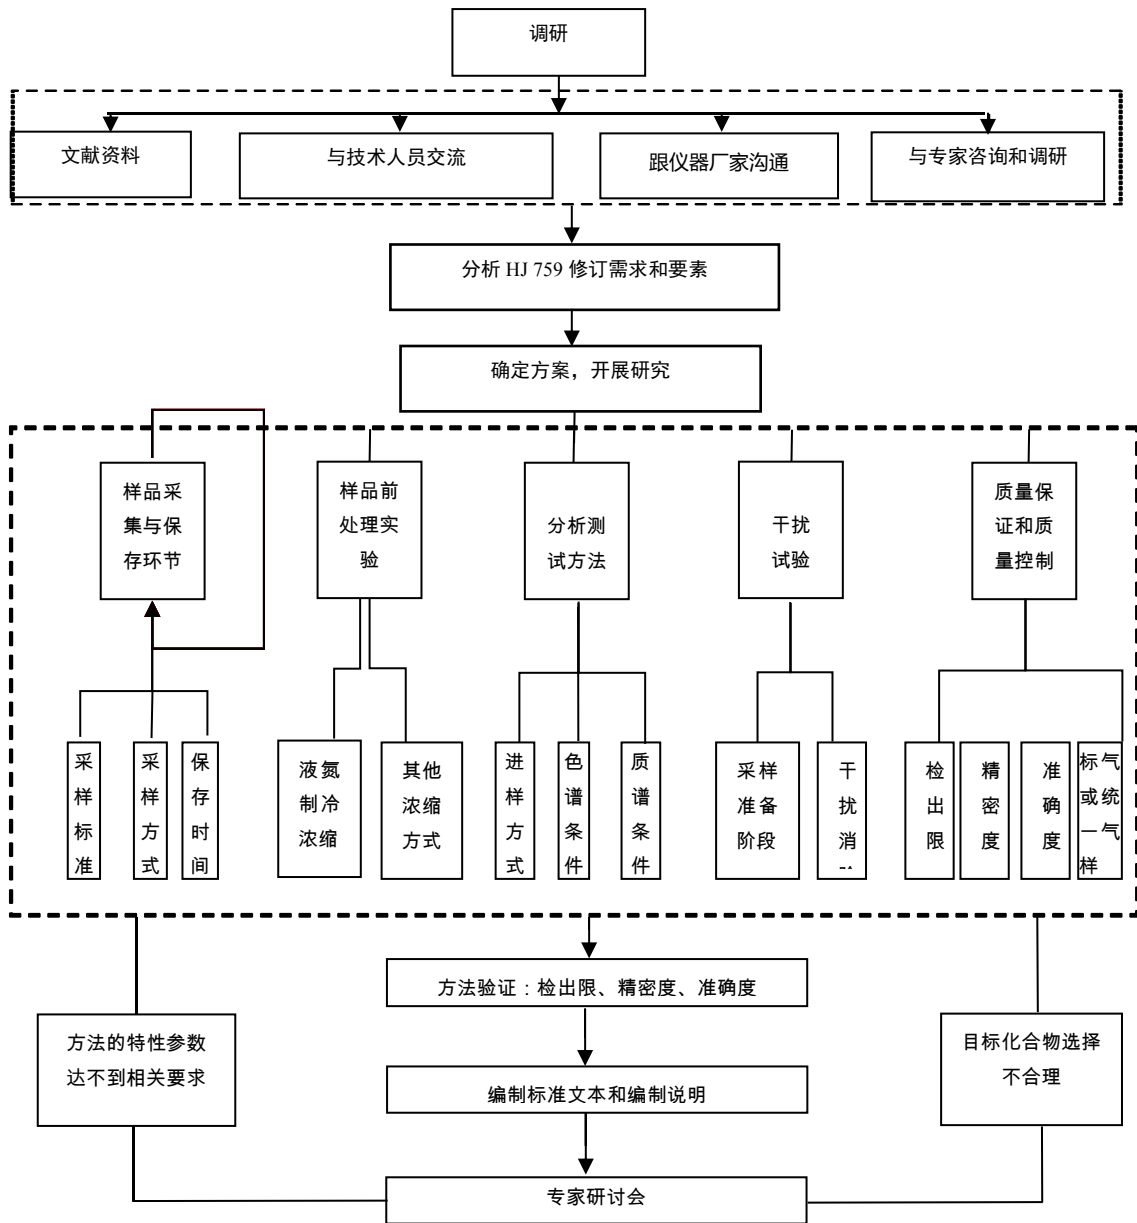 调研
文献资料
与技术人员交流
跟仪器厂家沟通
与专家咨询和调研
分析 HJ 759 修订需求和要素
确定方案，开展研究
样品采
集与保
存环节
样品前
处理实
验
分析测
试方法
干扰
试验
质量保
证和质
量控制
采
样
标
准
采
样
方
式
保
存
时
间
液氮
制冷
浓缩
其他
浓缩
方式
进
样
方
式
色
谱
条
件
质
谱
条
件
采样
准备
阶段
干
扰
消
检
出
限
精
密
度
准
确
度
标气
或统
一气
样
方法验证：检出限、精密度、准确度
方法的特性参数
达不到相关要求
目标化合物选择
不合理
编制标准文本和编制说明
专家研讨会